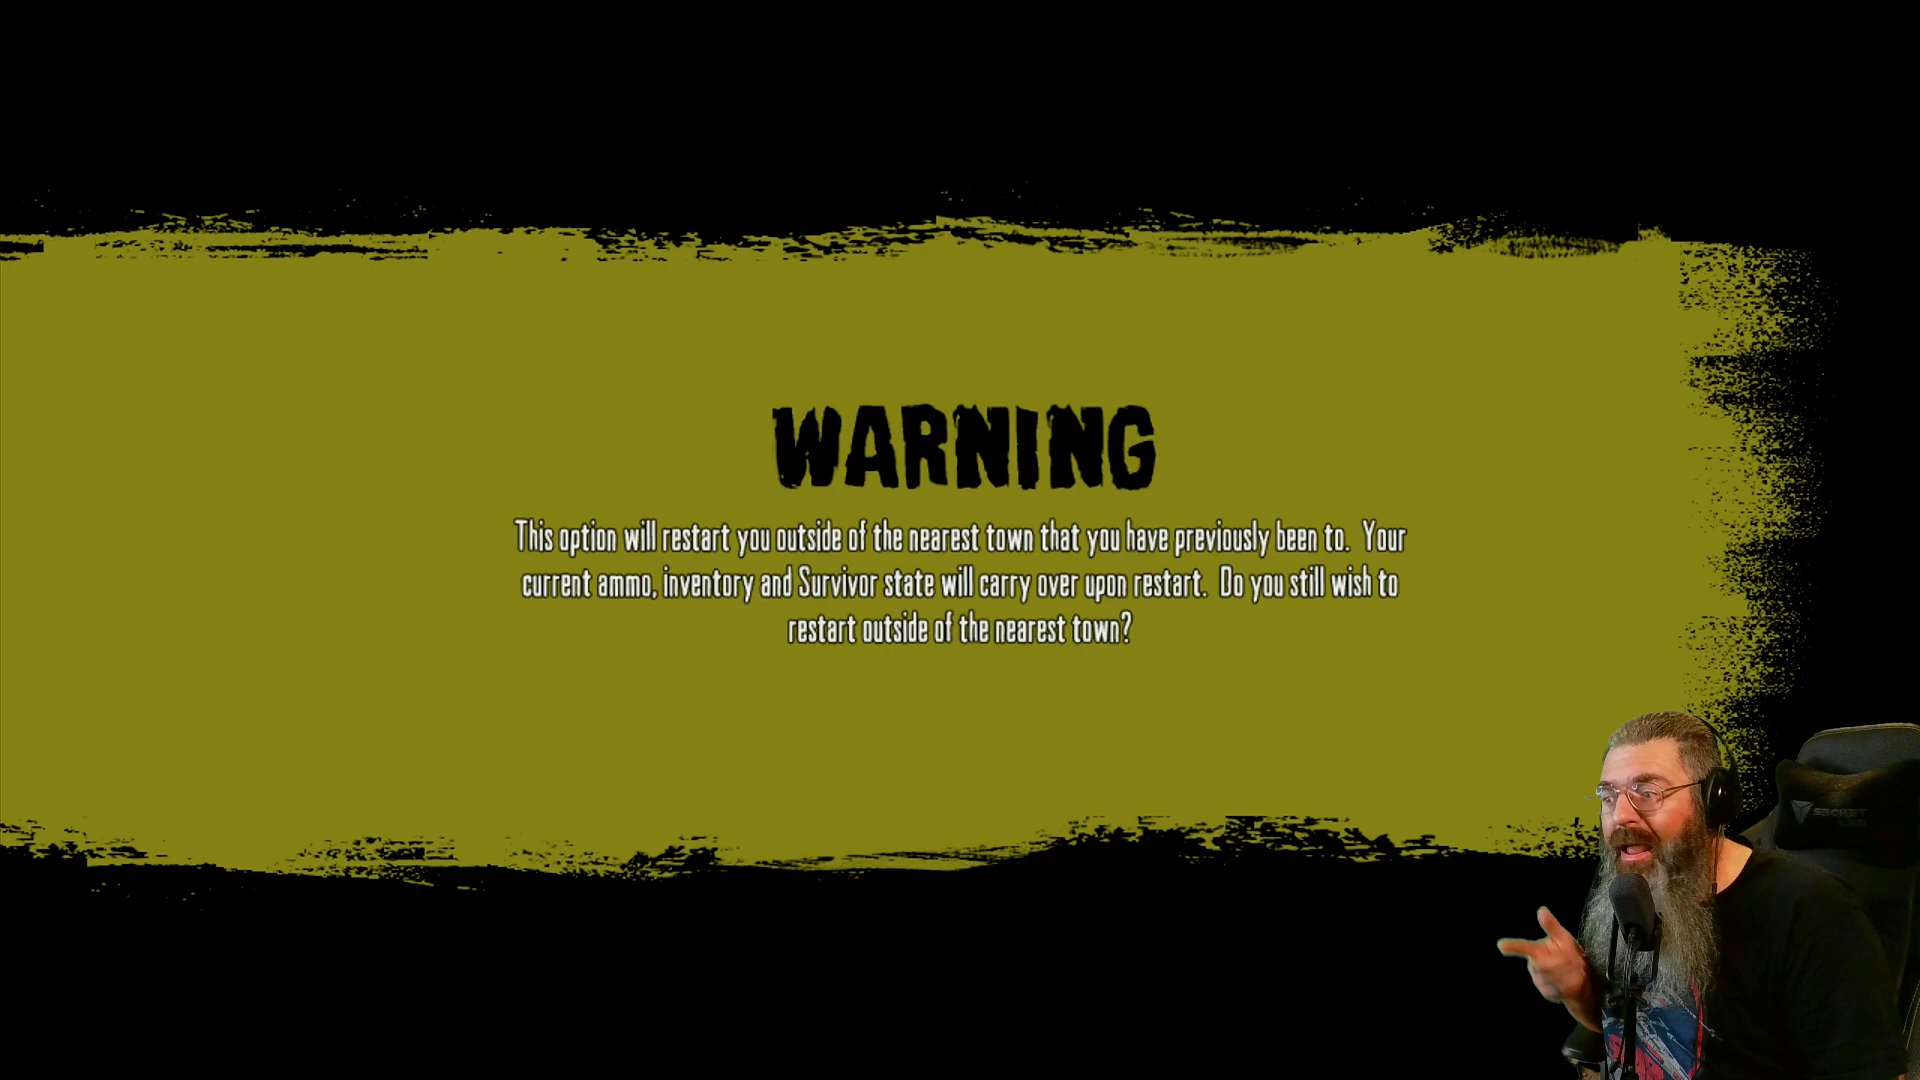 WARNING
This option will restart you outside of the nearest town that you have previously been to.  Your
current ammo, inventory and Survivor state will carry over upon restart.  Do you still wish to
restart outside of the nearest town?
SECRET
LAB